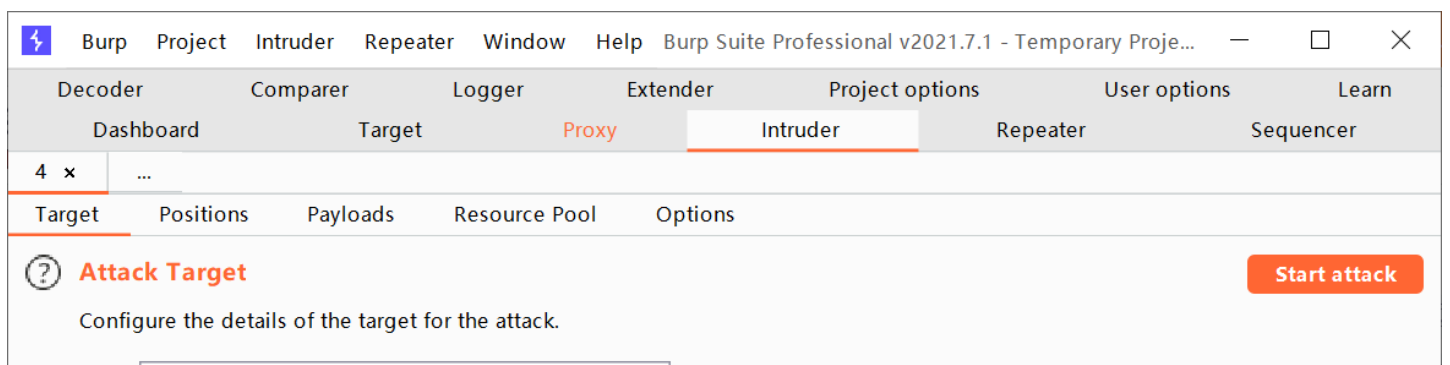 Burp Project Intruder Repeater Window Help Burp Suite Professional v2021.7.1 - Temporary Proje...
Decoder Comparer Logger Extender Project options User options Learn
Dashboard Target Proxy Intruder Repeater Sequencer
4 × ...
Target Positions Payloads Resource Pool Options
? Attack Target Start attack
Configure the details of the target for the attack.